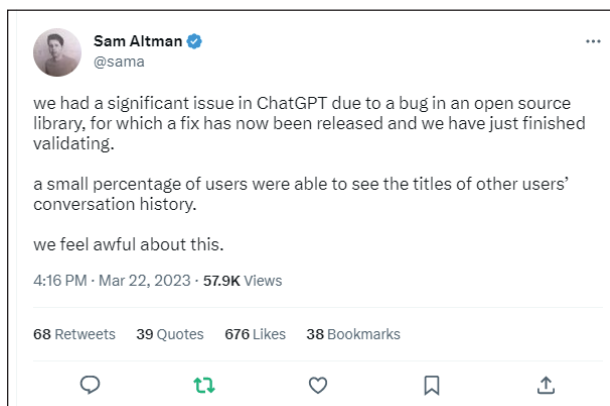 Sam Altman
@sama
we had a significant issue in ChatGPT due to a bug in an open source
library, for which a fix has now been released and we have just finished
validating.
a small percentage of users were able to see the titles of other users'
conversation history.
we feel awful about this.
4:16 PM · Mar 22, 2023 · 57.9K Views
68 Retweets 39 Quotes 676 Likes 38 Bookmarks